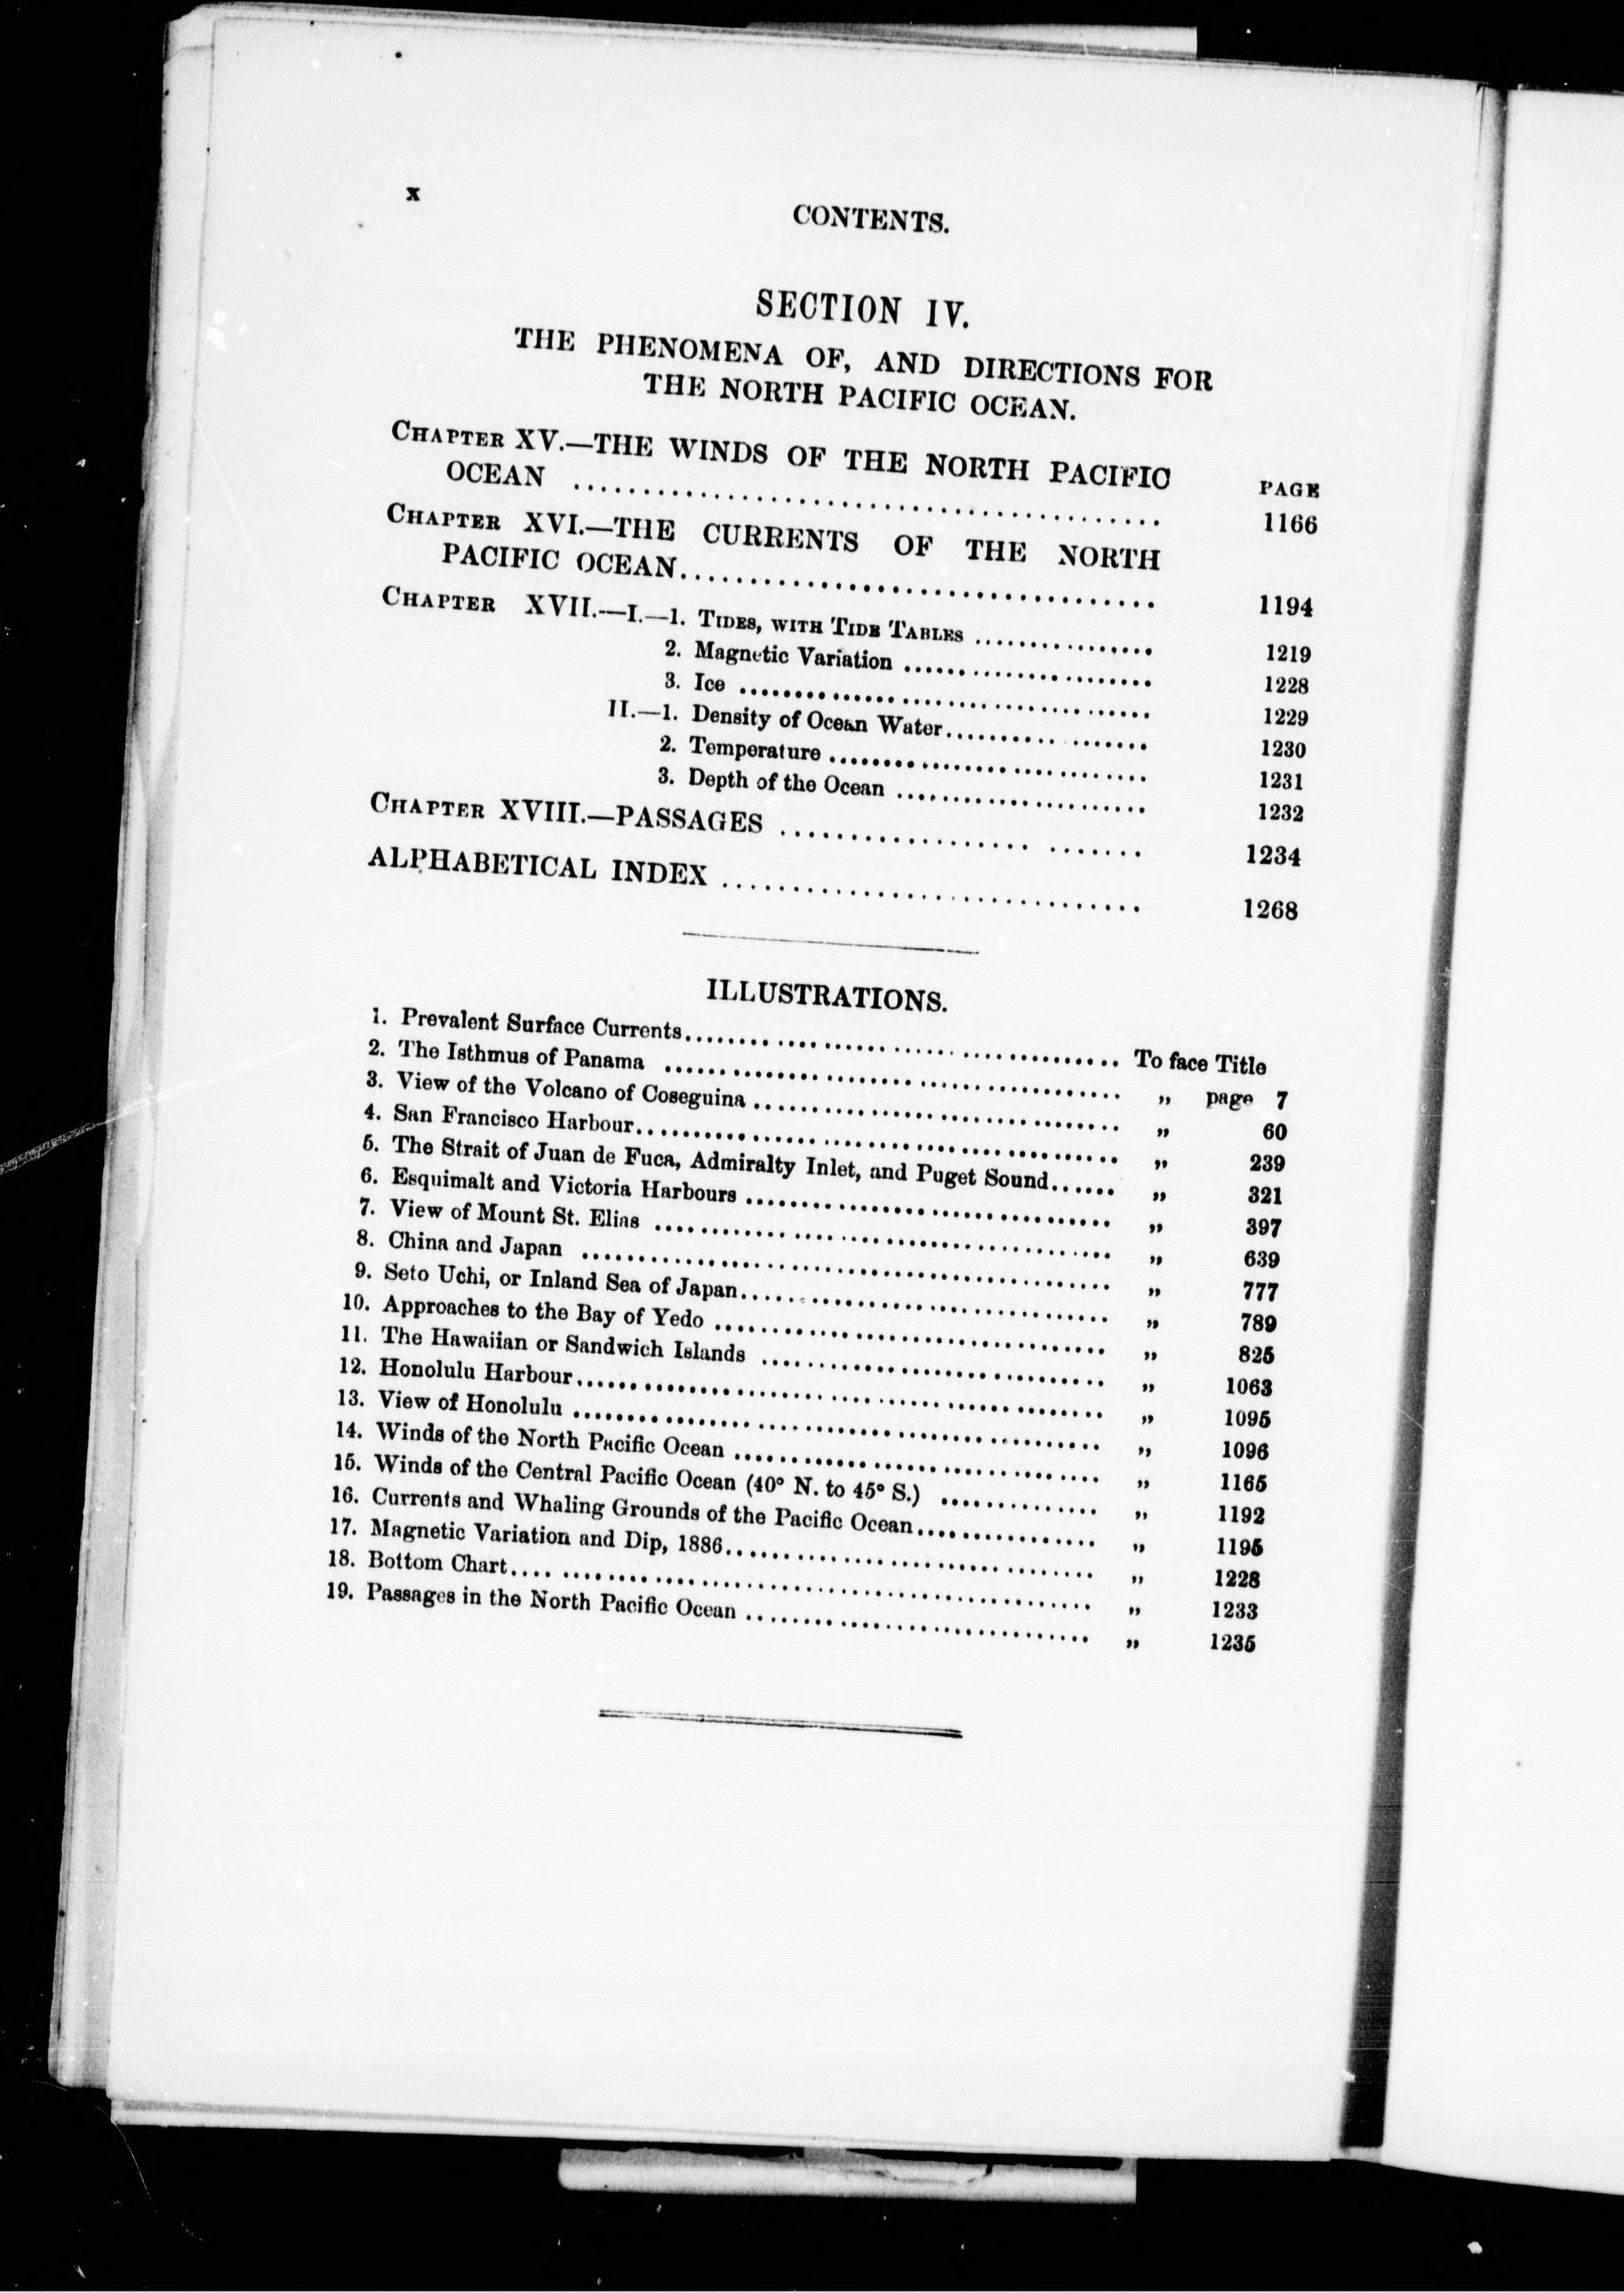 x
CONTENTS.
SECTION IV.
THE PHENOMENA OF, AND DIRECTIONS FOR
THE NORTH PACIFIC OCEAN.
PAGE
CHAPTER XV.—THE WINDS OF THE NORTH PACIFIC
OCEAN ........................................ 1166
CHAPTER XVI.—THE CURRENTS OF THE NORTH
PACIFIC OCEAN.................................. 1194
CHAPTER XVII.—I.—1. TIDES, WITH TIDE TABLES ................ 1219
2. Magnetic Variation ........................ 1228
3. Ice ...................................... 1229
II.—1. Density of Ocean Water.................. 1230
2. Temperature .............................. 1231
3. Depth of the Ocean ...................... 1232
CHAPTER XVIII.—PASSAGES ......................... 1234
ALPHABETICAL INDEX .............................. 1268
ILLUSTRATIONS.
1. Prevalent Surface Currents.......................................... To face Title
2. The Isthmus of Panama .......................................... „ page 7
3. View of the Volcano of Coseguina .................................. „ 60
4. San Francisco Harbour............................................ „ 239
5. The Strait of Juan de Fuca, Admiralty Inlet, and Puget Sound...... „ 321
6. Esquimalt and Victoria Harbours .................................. „ 397
7. View of Mount St. Elias .......................................... „ 639
8. China and Japan ................................................ „ 777
9. Seto Uchi, or Inland Sea of Japan.................................. „ 789
10. Approaches to the Bay of Yedo .................................... „ 825
11. The Hawaiian or Sandwich Islands ................................ „ 1063
12. Honolulu Harbour................................................ „ 1095
13. View of Honolulu ................................................ „ 1096
14. Winds of the North Pacific Ocean .................................. „ 1165
15. Winds of the Central Pacific Ocean (40° N. to 45° S.) .............. „ 1192
16. Currents and Whaling Grounds of the Pacific Ocean................ „ 1195
17. Magnetic Variation and Dip, 1886.................................. „ 1228
18. Bottom Chart.................................................... „ 1233
19. Passages in the North Pacific Ocean ................................ „ 1235